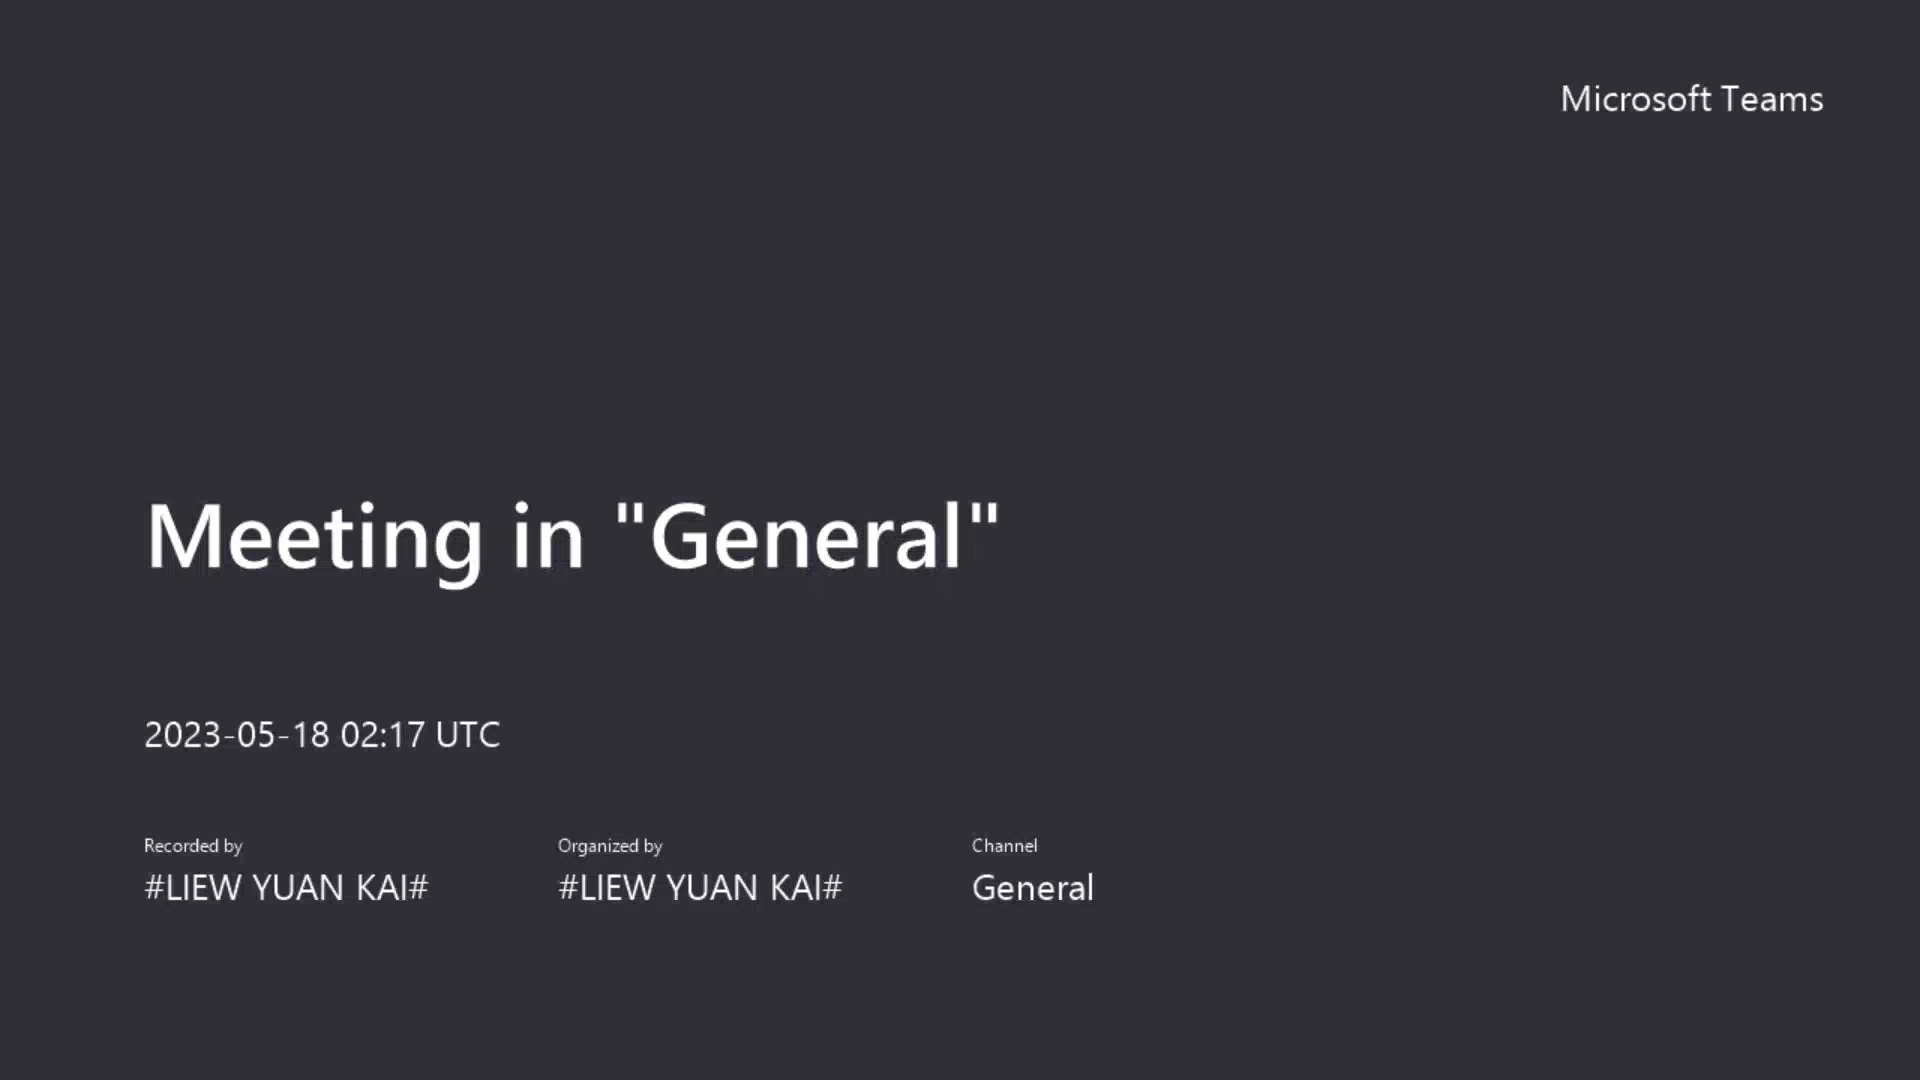 Microsoft Teams
Meeting in "General"
2023-05-18 02:17 UTC
Recorded by
#LIEW YUAN KAI#
Organized by
#LIEW YUAN KAI#
Channel
General